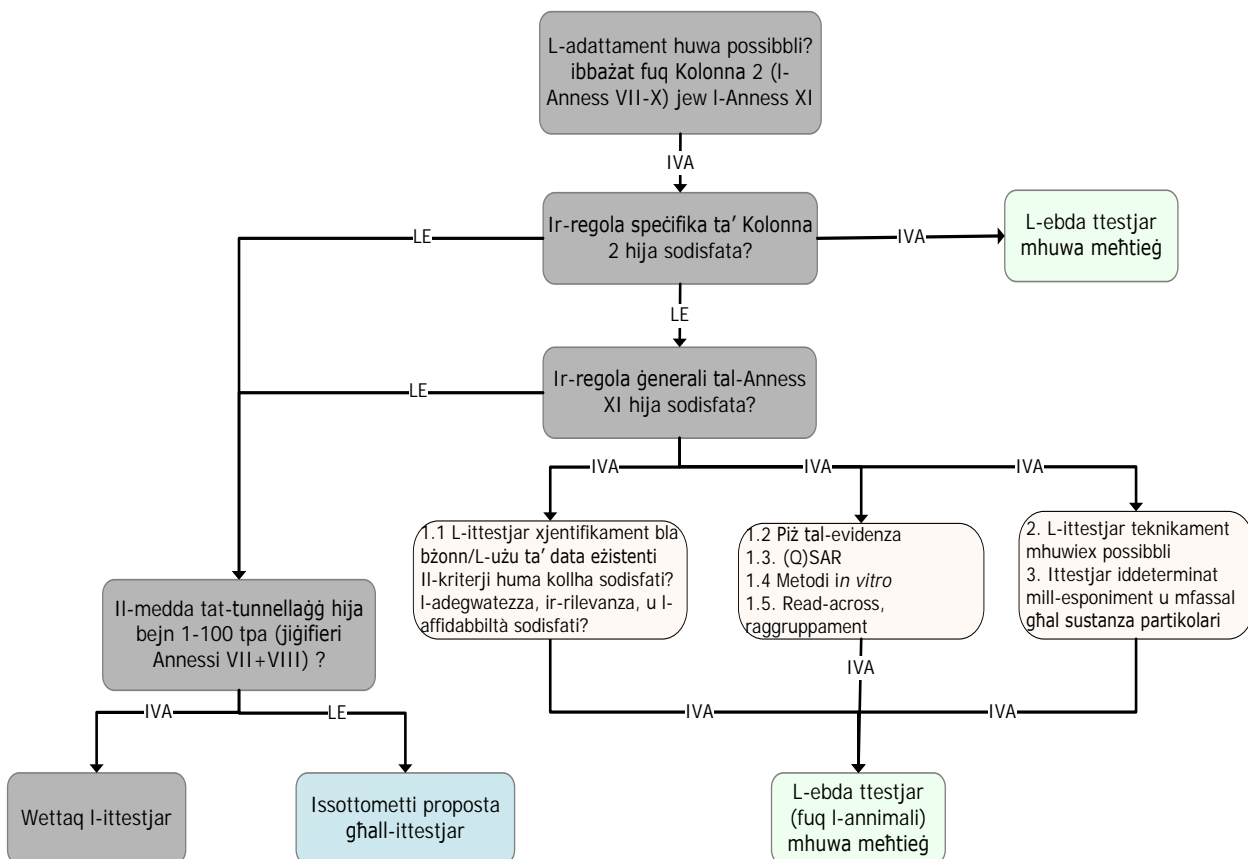 L-adattament huwa possibbli?
ibbażat fuq Kolonna 2 (l-
Anness VII-X) jew l-Anness XI
IVA
Ir-regola speċifika ta’ Kolonna
2 hija sodisfata?
LE
IVA
L-ebda ttestjar
mhuwa meħtieġ
LE
Ir-regola ġenerali tal-Anness
XI hija sodisfata?
LE
IVA
IVA
IVA
1.1 L-ittestjar xjentifikament bla
bżonn/L-użu ta’ data eżistenti
Il-kriterji huma kollha sodisfati?
l-adegwatezza, ir-rilevanza, u l-
affidabbiltà sodisfati?
1.2 Piż tal-evidenza
1.3. (Q)SAR
1.4 Metodi in vitro
1.5. Read-across,
raggruppament
2. L-ittestjar teknikament
mhuwiex possibbli
3. Ittestjar iddeterminat
mill-esponiment u mfassal
għal sustanza partikolari
Il-medda tat-tunnellaġġ hija
bejn 1-100 tpa (jiġifieri
Annessi VII+VIII) ?
IVA
LE
IVA
IVA
IVA
Wettaq l-ittestjar
Issottometti proposta
għall-ittestjar
L-ebda ttestjar
(fuq l-annimali)
mhuwa meħtieġ